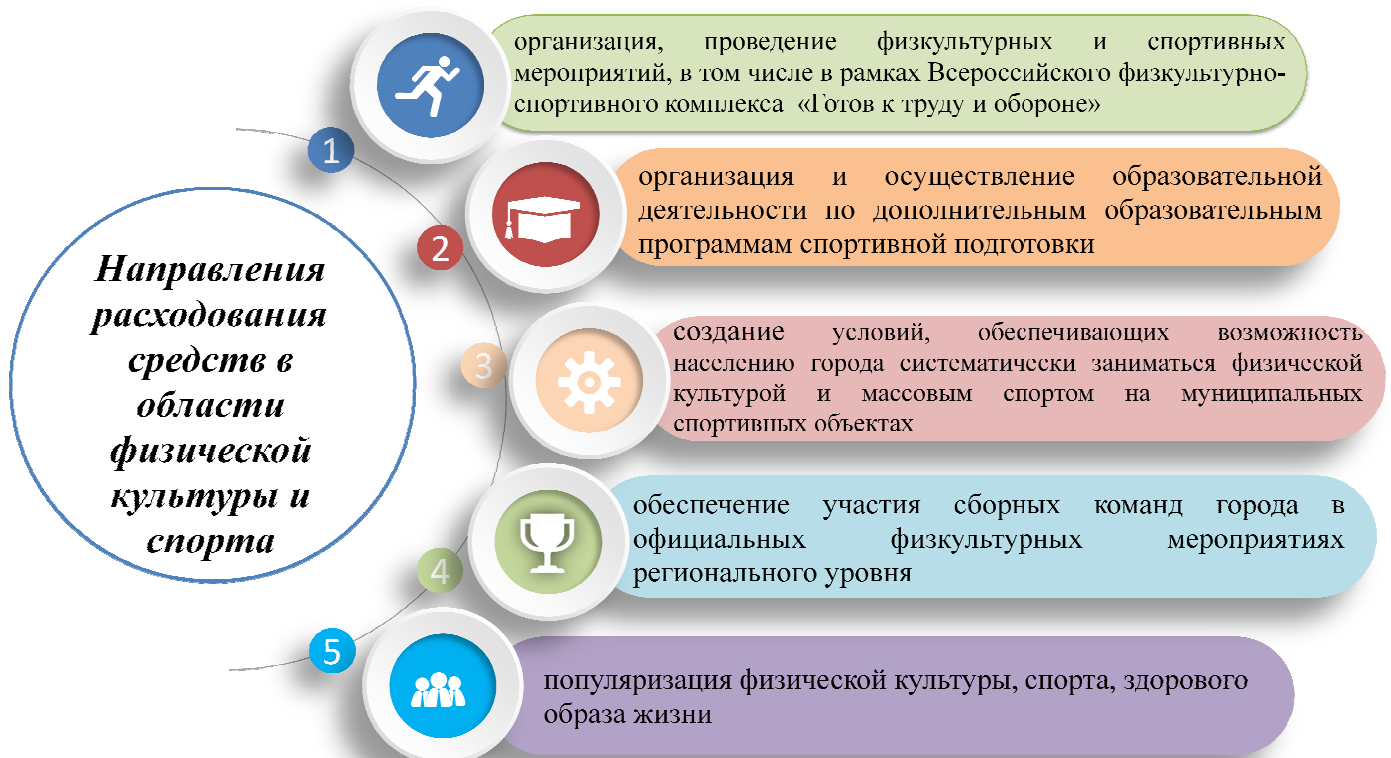 Направления
расходования
средств в
области
физической
культуры и
спорта
1
организация, проведение физкультурных и спортивных
мероприятий, в том числе в рамках Всероссийского физкультурно-
спортивного комплекса «Готов к труду и обороне»
2
организация и осуществление образовательной
деятельности по дополнительным образовательным
программам спортивной подготовки
3
создание условий, обеспечивающих возможность
населению города систематически заниматься физической
культурой и массовым спортом на муниципальных
спортивных объектах
4
обеспечение участия сборных команд города в
официальных физкультурных мероприятиях
регионального уровня
5
популяризация физической культуры, спорта, здорового
образа жизни